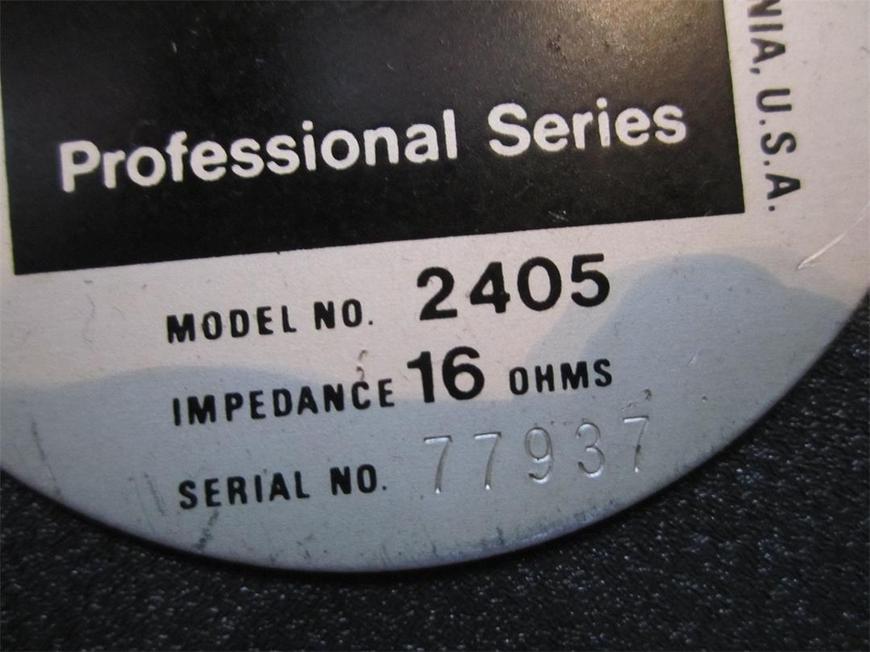 Professional Series
NIA, U.S.A.
MODEL NO. 2405
IMPEDANCE 16 OHMS
SERIAL NO. 77937